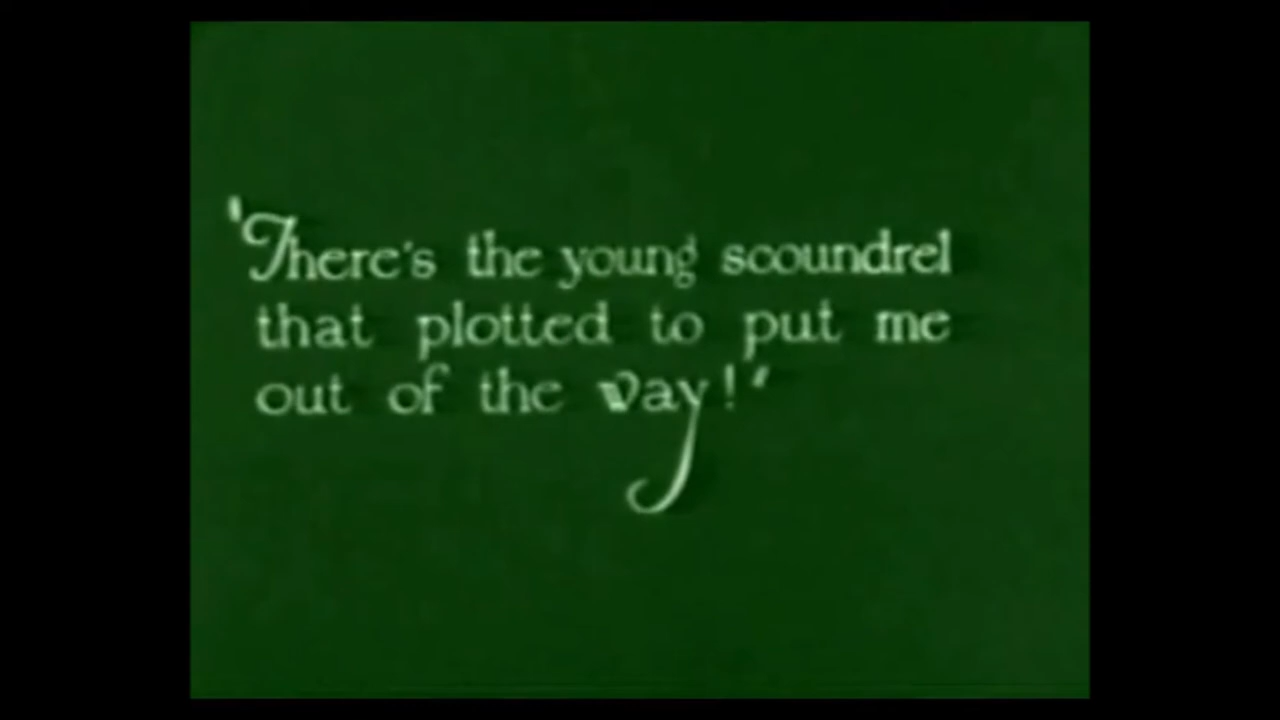 'There's the young scoundrel
that plotted to put me
out of the way!'